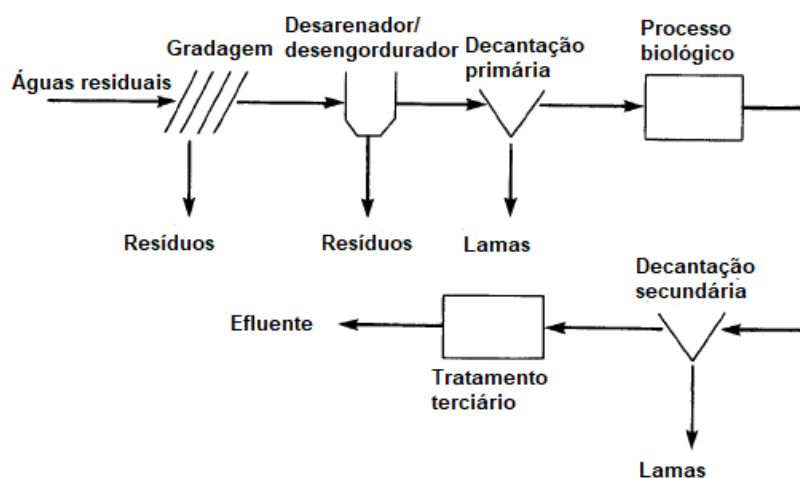 Águas residuais
Gradagem
Desarenador/
desengordurador
Decantação
primária
Processo
biológico
Resíduos
Resíduos
Lamas
Decantação
secundária
Efluente
Tratamento
terciário
Lamas